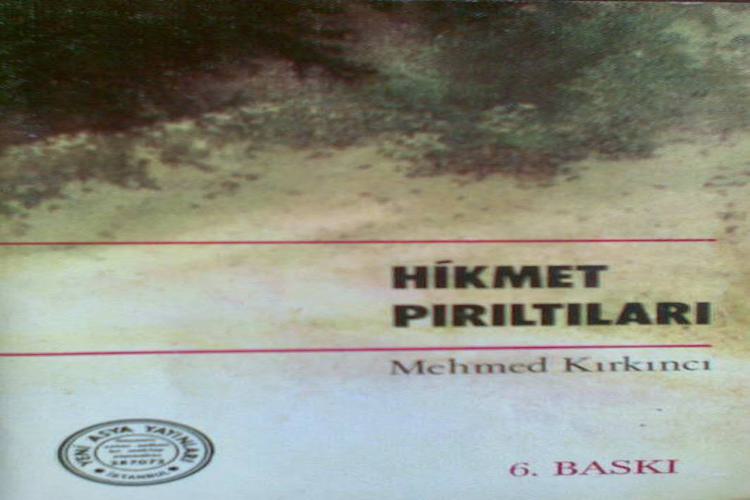 HİKMET
PIRILTILARI
Mehmed Kırkıncı
6. BASKI
YENİ ASYA YAYINLARI
İSTANBUL